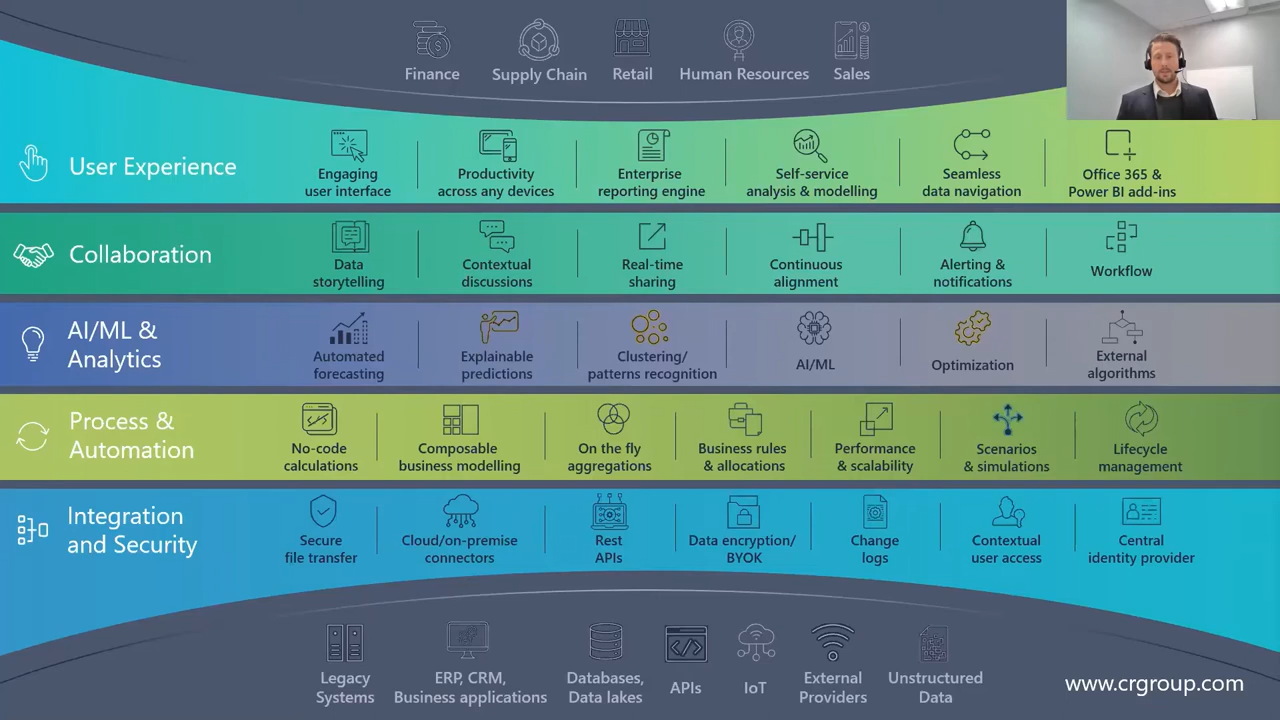 Finance
Supply Chain
Retail
Human Resources
Sales
User Experience
Engaging
user interface
Productivity
across any devices
Enterprise
reporting engine
Self-service
analysis & modelling
Seamless
data navigation
Office 365 &
Power BI add-ins
Collaboration
Data
storytelling
Contextual
discussions
Real-time
sharing
Continuous
alignment
Alerting &
notifications
Workflow
AI/ML &
Analytics
Automated
forecasting
Explainable
predictions
Clustering/
patterns recognition
AI/ML
Optimization
External
algorithms
Process &
Automation
No-code
calculations
Composable
business modelling
On the fly
aggregations
Business rules
& allocations
Performance
& scalability
Scenarios
& simulations
Lifecycle
management
Integration
and Security
Secure
file transfer
Cloud/on-premise
connectors
Rest
APIs
Data encryption/
BYOK
Change
logs
Contextual
user access
Central
identity provider
Legacy
Systems
ERP, CRM,
Business applications
Databases,
Data lakes
APIs
IoT
External
Providers
Unstructured
Data
www.crgroup.com